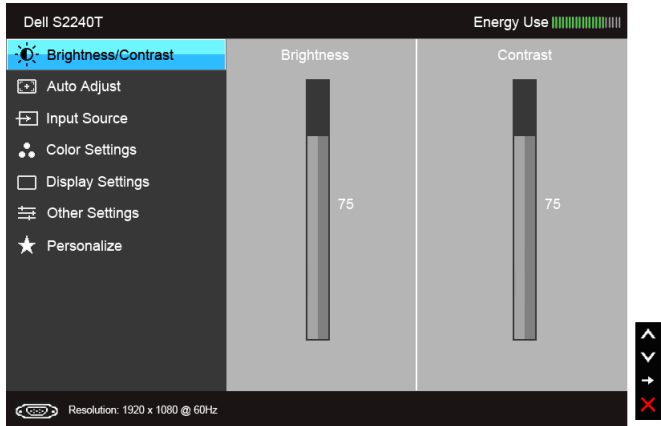 Dell S2240T
Energy Use
Brightness/Contrast
Auto Adjust
Input Source
Color Settings
Display Settings
Other Settings
Personalize
Brightness
Contrast
75
75
Resolution: 1920 x 1080 @ 60Hz